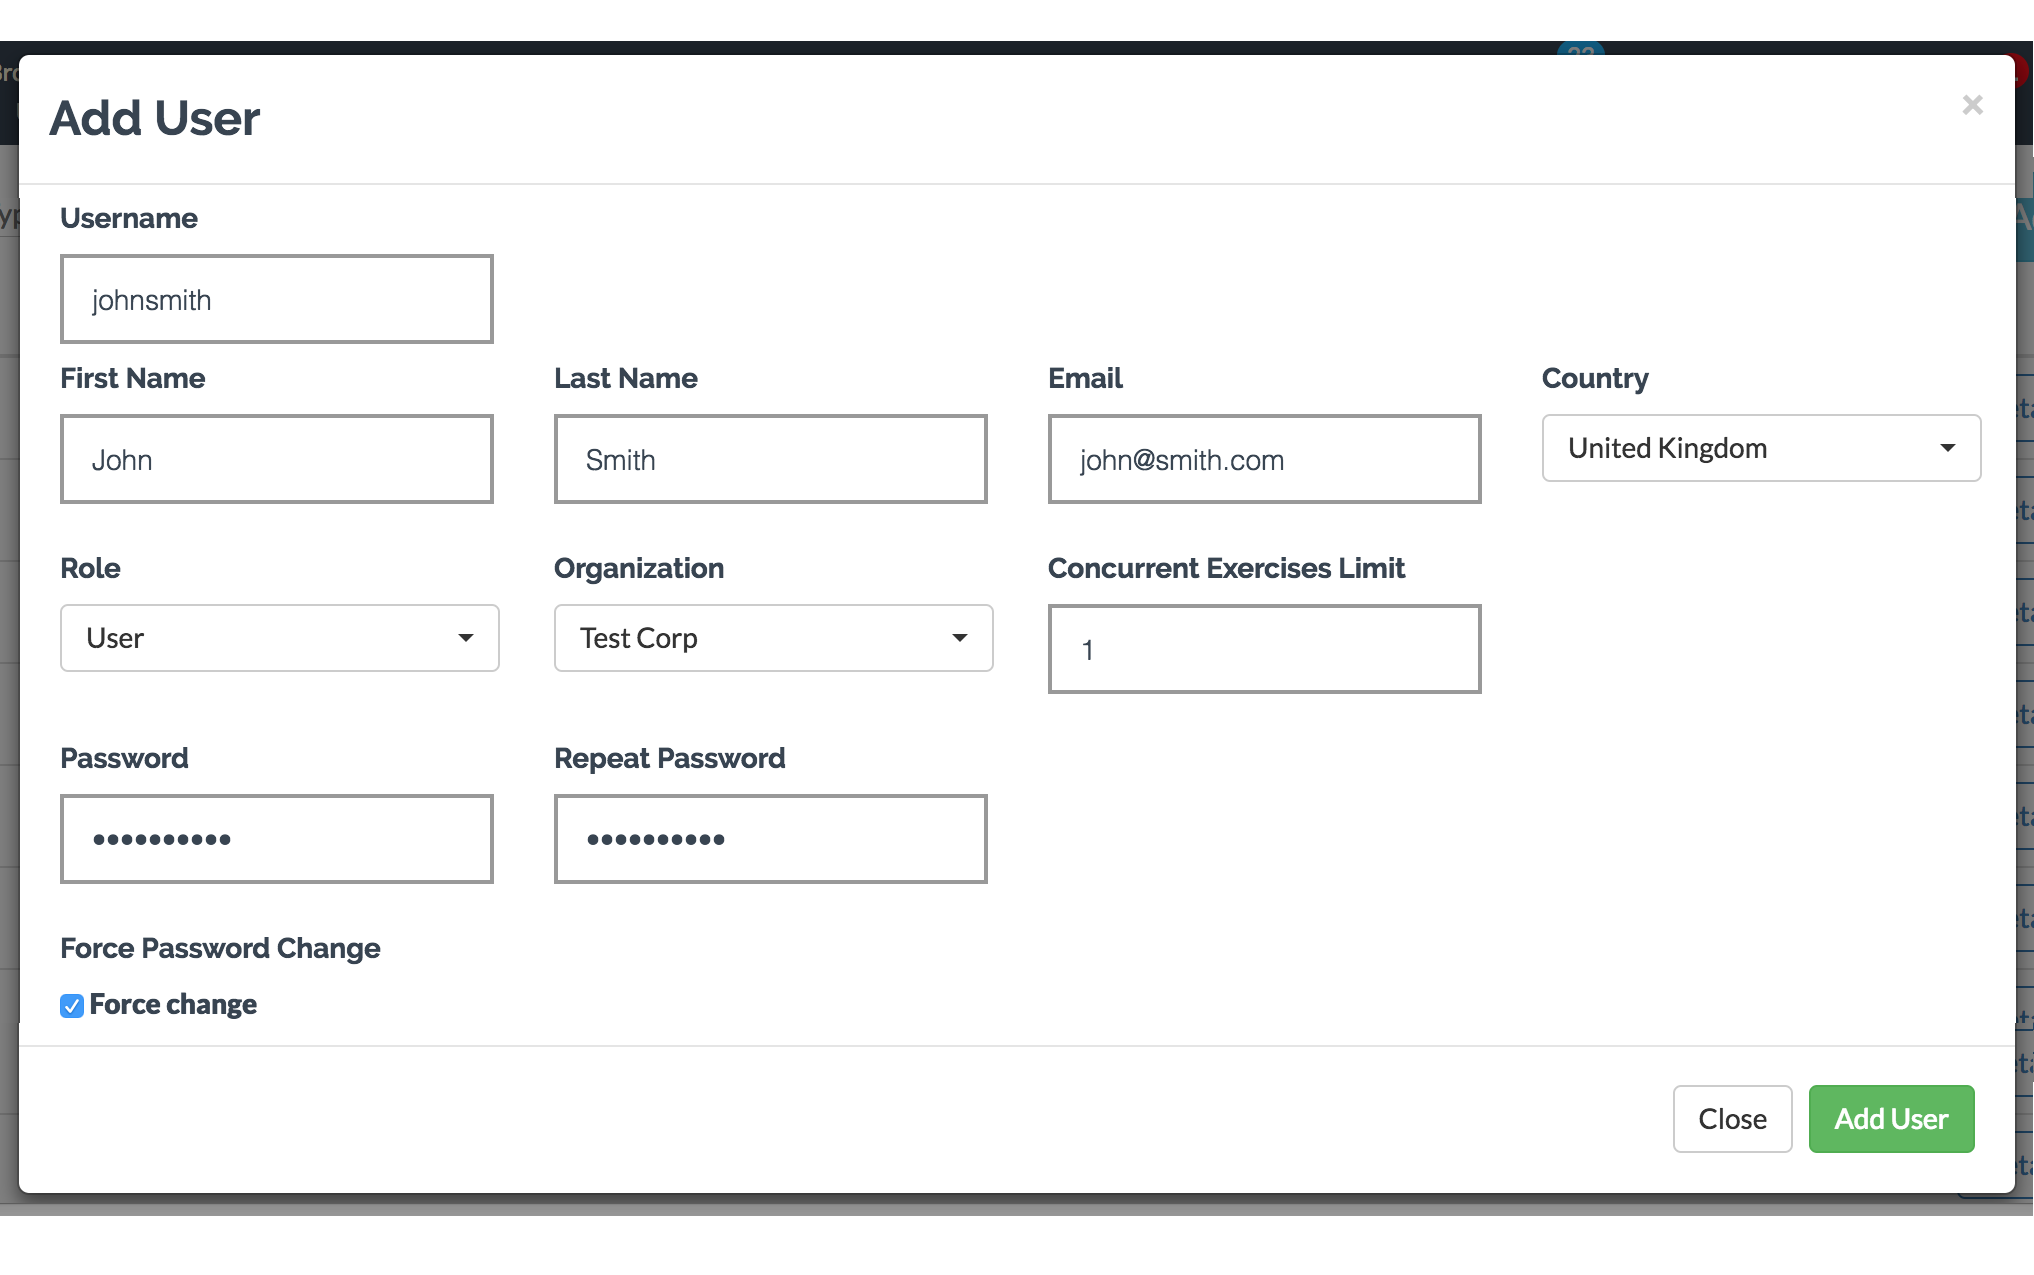 Add User
×
Username
johnsmith
First Name
Last Name
Email
Country
John
Smith
john@smith.com
United Kingdom
Role
Organization
Concurrent Exercises Limit
User
Test Corp
1
Password
Repeat Password
••••••••••
••••••••••
Force Password Change
Force change
Close
Add User